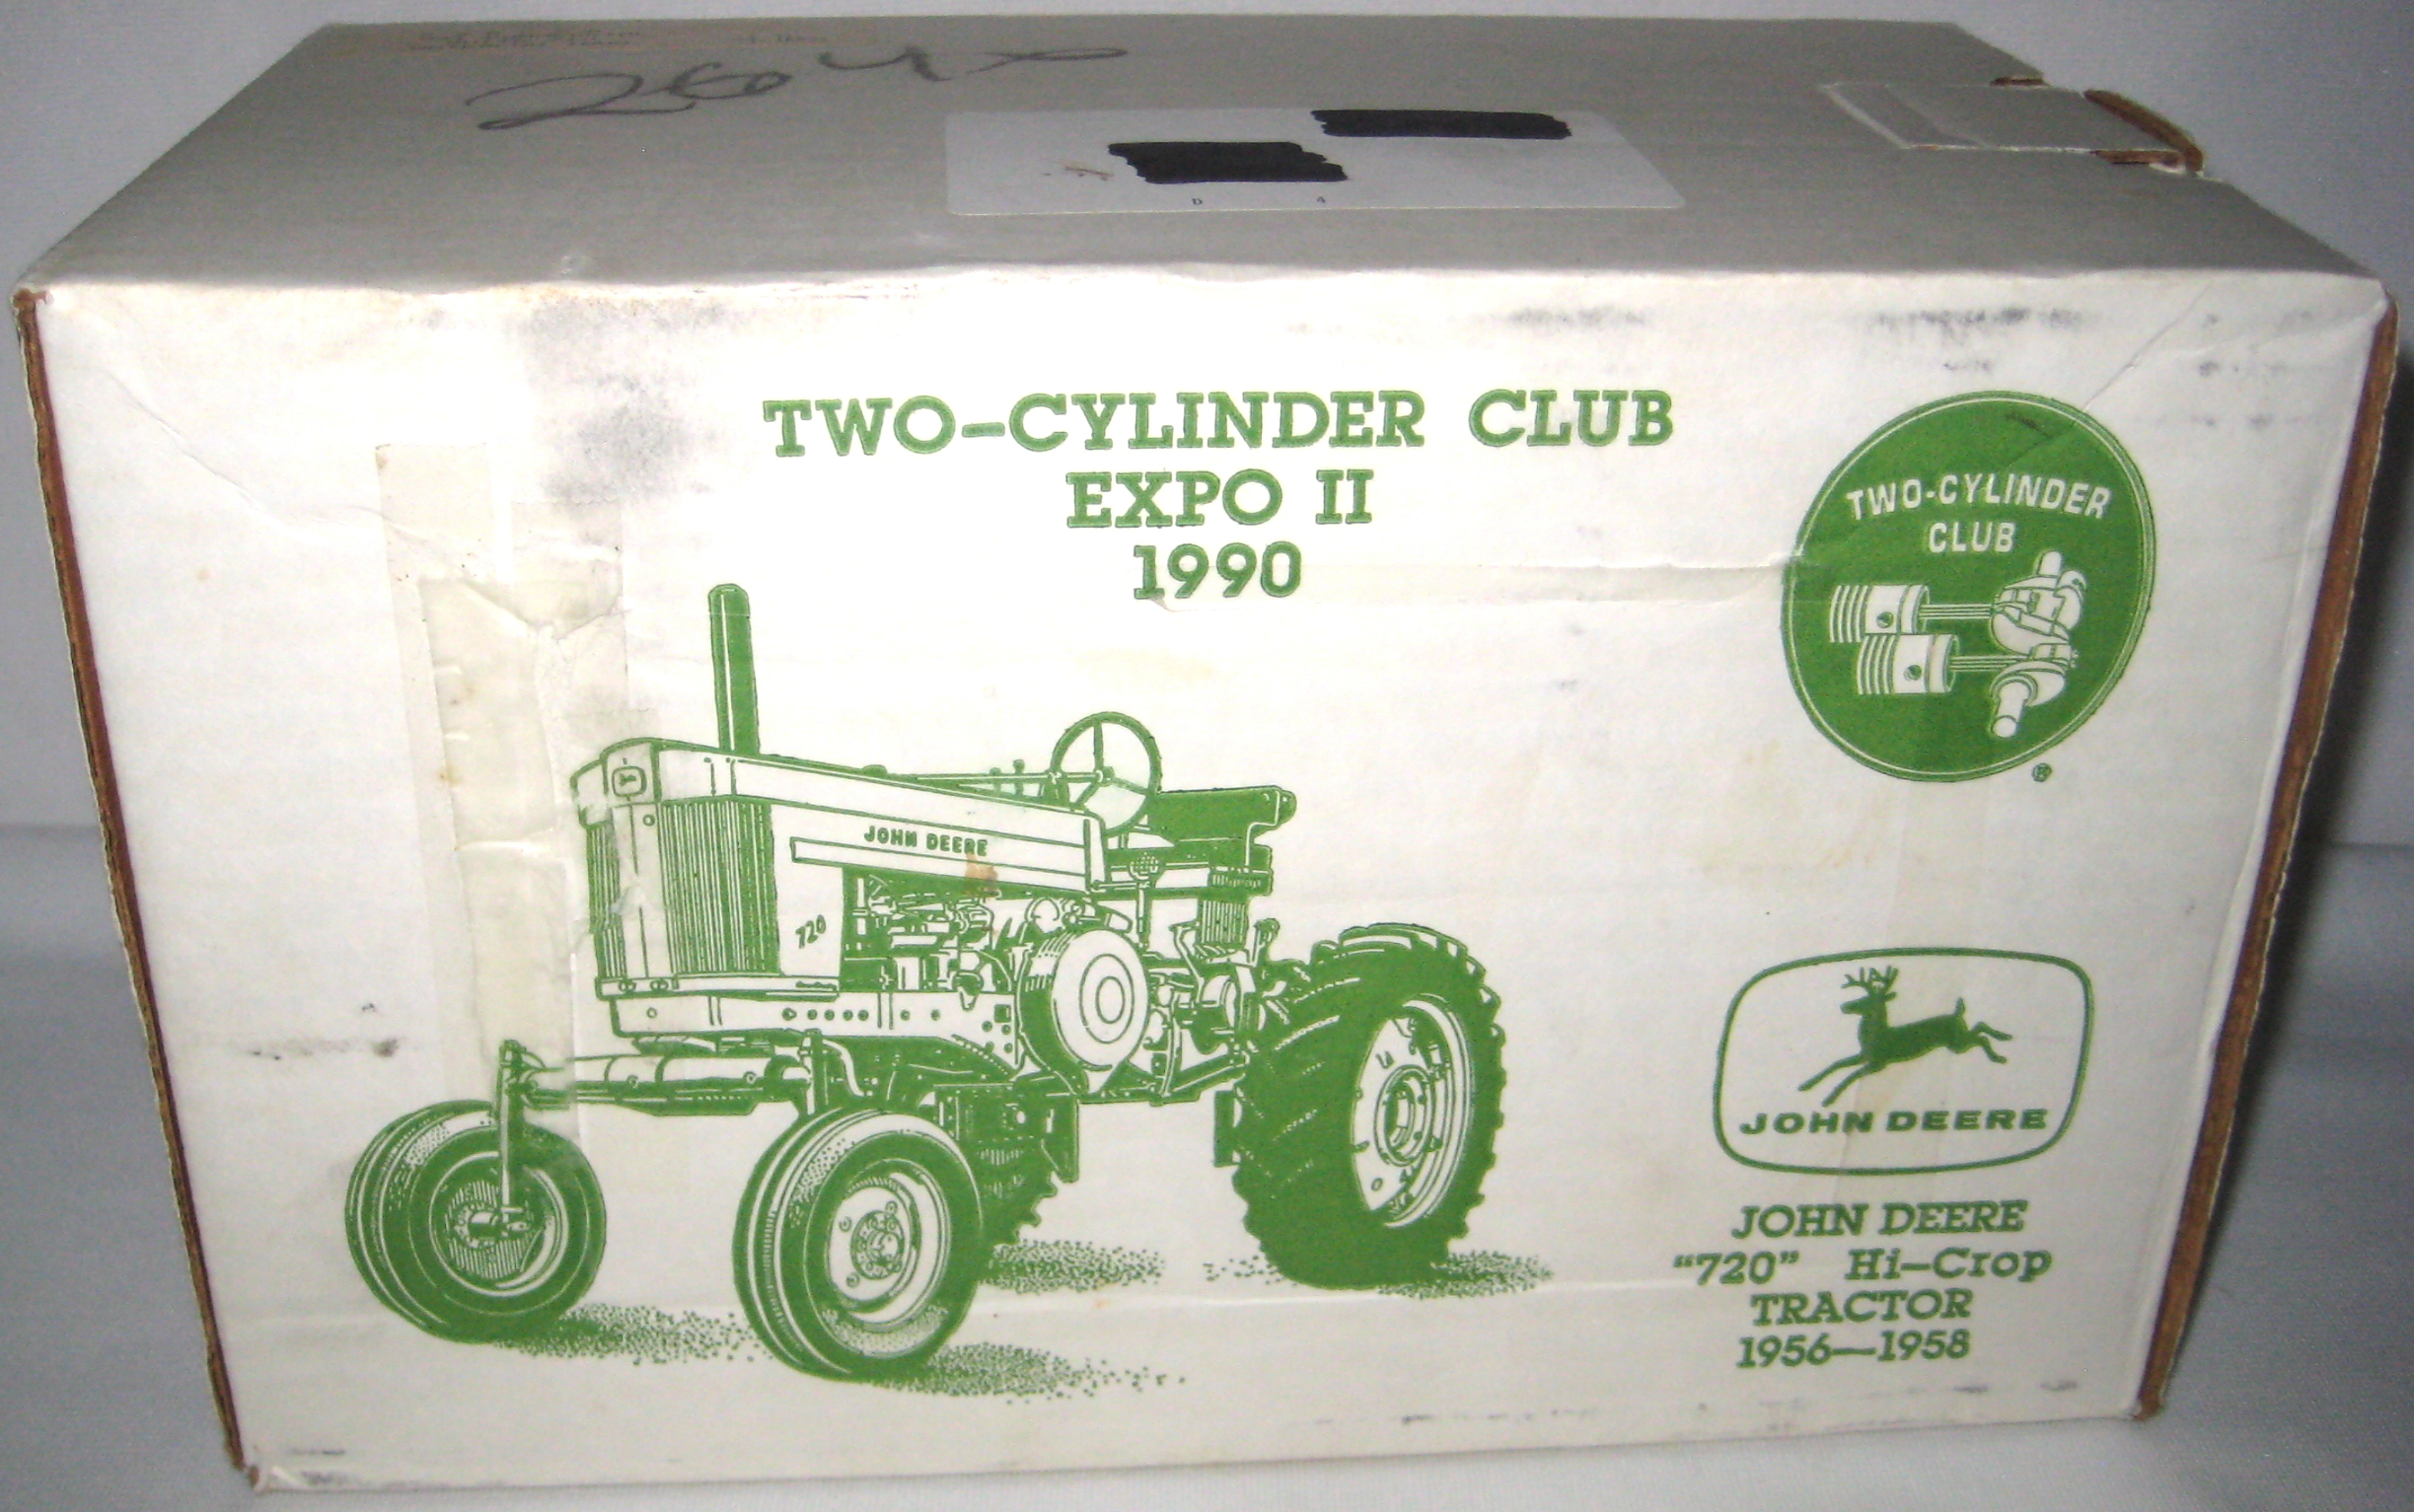 D 4
TWO-CYLINDER CLUB
EXPO II
1990
TWO-CYLINDER
CLUB
®
JOHN DEERE
720
JOHN DEERE
JOHN DEERE
"720" Hi-Crop
TRACTOR
1956—1958